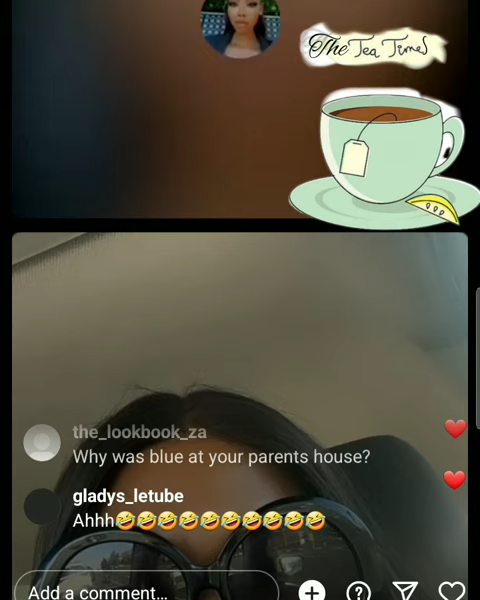 The Tea Time
the_lookbook_za
Why was blue at your parents house?
gladys_letube
Ahhh🤣🤣🤣🤣🤣🤣🤣🤣🤣🤣
Add a comment...